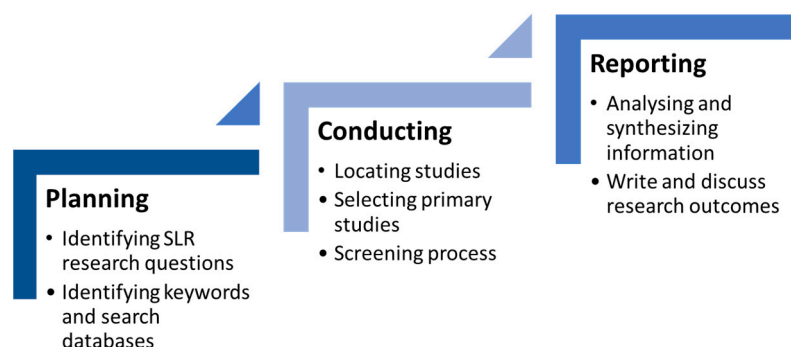 Planning
• Identifying SLR
research questions
• Identifying keywords
and search
databases
Conducting
• Locating studies
• Selecting primary
studies
• Screening process
Reporting
• Analysing and
synthesizing
information
• Write and discuss
research outcomes